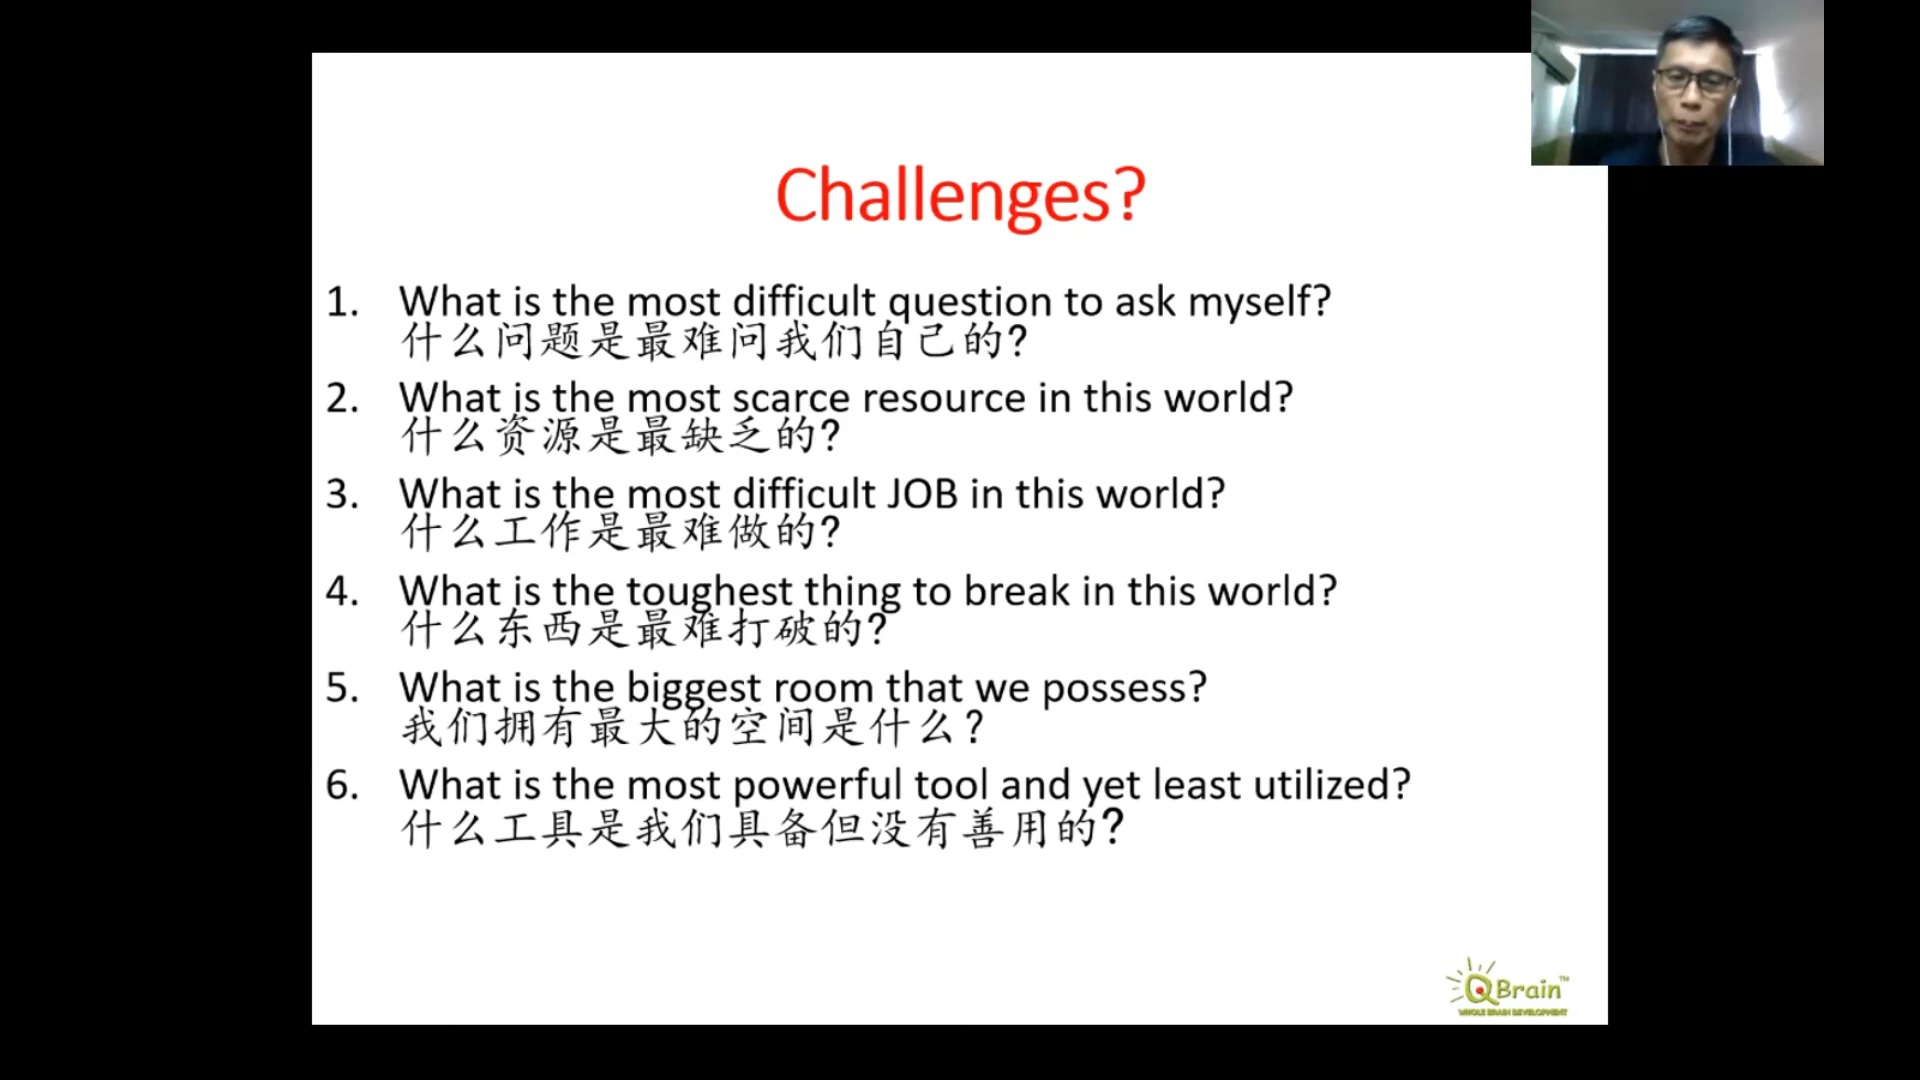 Challenges?
1. What is the most difficult question to ask myself?
什么问题是最难问我们自己的?
2. What is the most scarce resource in this world?
什么资源是最缺乏的?
3. What is the most difficult JOB in this world?
什么工作是最难做的?
4. What is the toughest thing to break in this world?
什么东西是最难打破的?
5. What is the biggest room that we possess?
我们拥有最大的空间是什么?
6. What is the most powerful tool and yet least utilized?
什么工具是我们具备但没有善用的?
QBrain™
WHOLE BRAIN DEVELOPMENT